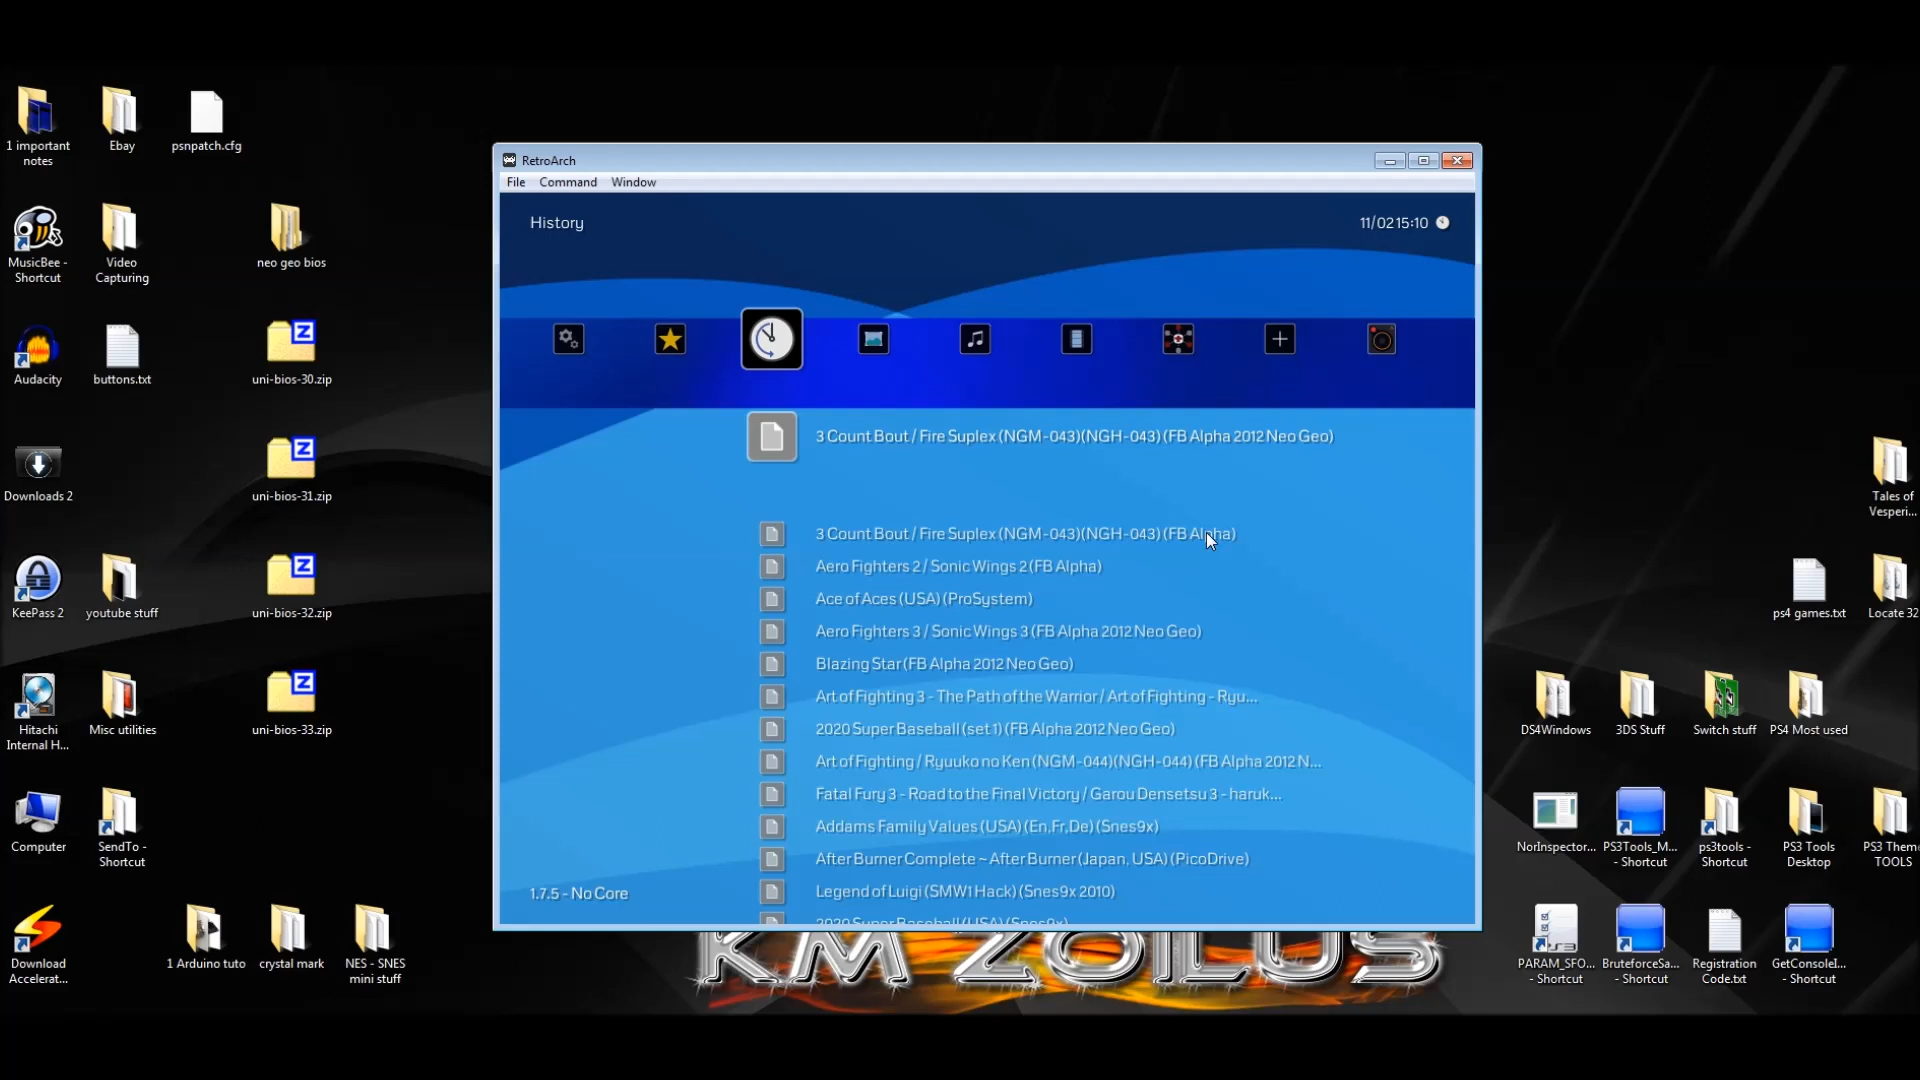 1 important
notes
Ebay
psnpatch.cfg
MusicBee -
Shortcut
Video
Capturing
neo geo bios
Audacity
buttons.txt
uni-bios-30.zip
Downloads 2
uni-bios-31.zip
KeePass 2
youtube stuff
uni-bios-32.zip
Hitachi
Internal H...
Misc utilities
uni-bios-33.zip
Computer
SendTo -
Shortcut
Download
Accelerat...
1 Arduino tuto
crystal mark
NES - SNES
mini stuff
RetroArch
File Command Window
History
11/02 15:10
3 Count Bout / Fire Suplex (NGM-043)(NGH-043) (FB Alpha 2012 Neo Geo)
3 Count Bout / Fire Suplex (NGM-043)(NGH-043) (FB Alpha)
Aero Fighters 2 / Sonic Wings 2 (FB Alpha)
Ace of Aces (USA) (ProSystem)
Aero Fighters 3 / Sonic Wings 3 (FB Alpha 2012 Neo Geo)
Blazing Star (FB Alpha 2012 Neo Geo)
Art of Fighting 3 - The Path of the Warrior / Art of Fighting - Ryu...
2020 Super Baseball (set 1) (FB Alpha 2012 Neo Geo)
Art of Fighting / Ryuuko no Ken (NGM-044)(NGH-044) (FB Alpha 2012 N...
Fatal Fury 3 - Road to the Final Victory / Garou Densetsu 3 - haruk...
Addams Family Values (USA) (En,Fr,De) (Snes9x)
After Burner Complete ~ After Burner (Japan, USA) (PicoDrive)
Legend of Luigi (SMW1 Hack) (Snes9x 2010)
2020 Super Baseball (USA) (Snes9x)
1.7.5 - No Core
KM ZOILUS
Tales of
Vesperi...
ps4 games.txt
Locate 32
DS4Windows
3DS Stuff
Switch stuff
PS4 Most used
NorInspector...
PS3Tools_M...
- Shortcut
ps3tools -
Shortcut
PS3 Tools
Desktop
PS3 Them
TOOLS
PARAM_SFO...
- Shortcut
BruteforceSa...
- Shortcut
Registration
Code.txt
GetConsoleI...
- Shortcut